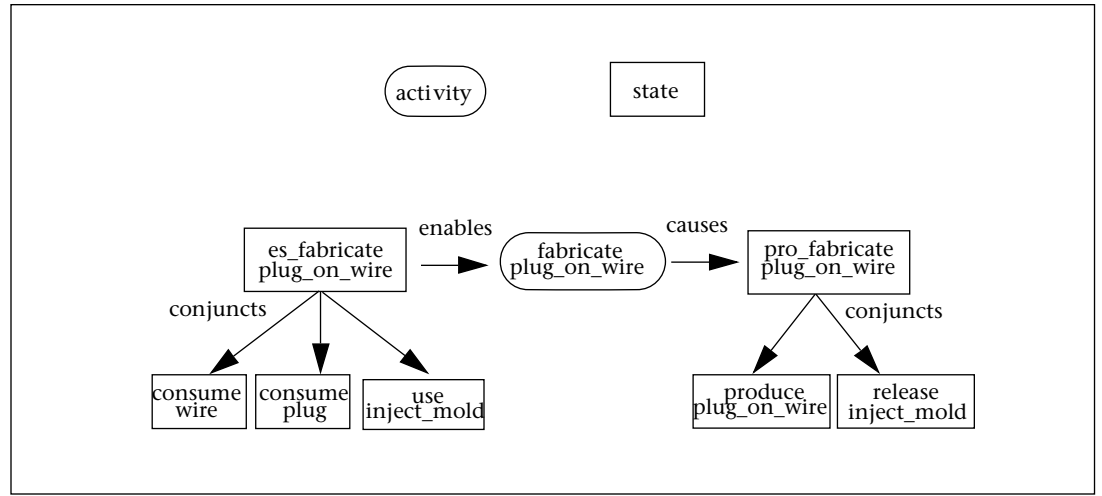 activity
state
enables
causes
es_fabricate
plug_on_wire
fabricate
plug_on_wire
pro_fabricate
plug_on_wire
conjuncts
conjuncts
consume
wire
consume
plug
use
inject_mold
produce
plug_on_wire
release
inject_mold